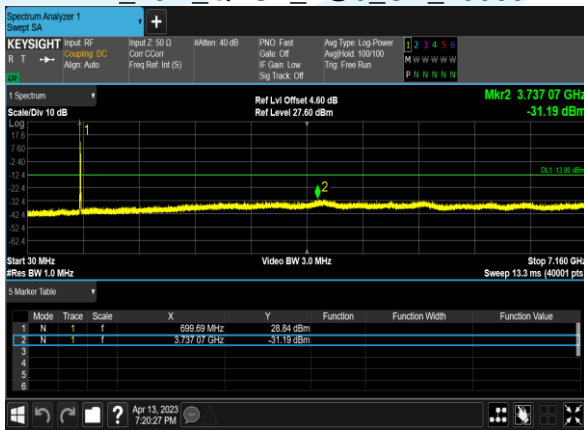 Spectrum Analyzer 1
Swept SA
+
KEYSIGHT
R T
Input: RF
Coupling: DC
Align: Auto
Input Z: 50 Ω
Corr CCorr
Freq Ref: Int (S)
#Atten: 40 dB
PNO: Fast
Gate: Off
IF Gain: Low
Sig Track: Off
Avg Type: Log-Power
Avg|Hold: 100/100
Trig: Free Run
1 2 3 4 5 6
M W W W W W
P N N N N N
1 Spectrum
Scale/Div 10 dB
Ref Lvl Offset 4.60 dB
Ref Level 27.60 dBm
Mkr2 3.737 07 GHz
-31.19 dBm
Log
17.6
7.60
-2.40
-12.4
-22.4
-32.4
-42.4
-52.4
-62.4
1
2
DL1 -13.00 dBm
Start 30 MHz
#Res BW 1.0 MHz
Video BW 3.0 MHz
Stop 7.160 GHz
Sweep 13.3 ms (40001 pts)
5 Marker Table
Mode Trace Scale X Y Function Function Width Function Value
1 N 1 f 699.69 MHz 28.84 dBm
2 N 1 f 3.737 07 GHz -31.19 dBm
3
4
5
6
?
Apr 13, 2023
7:20:27 PM